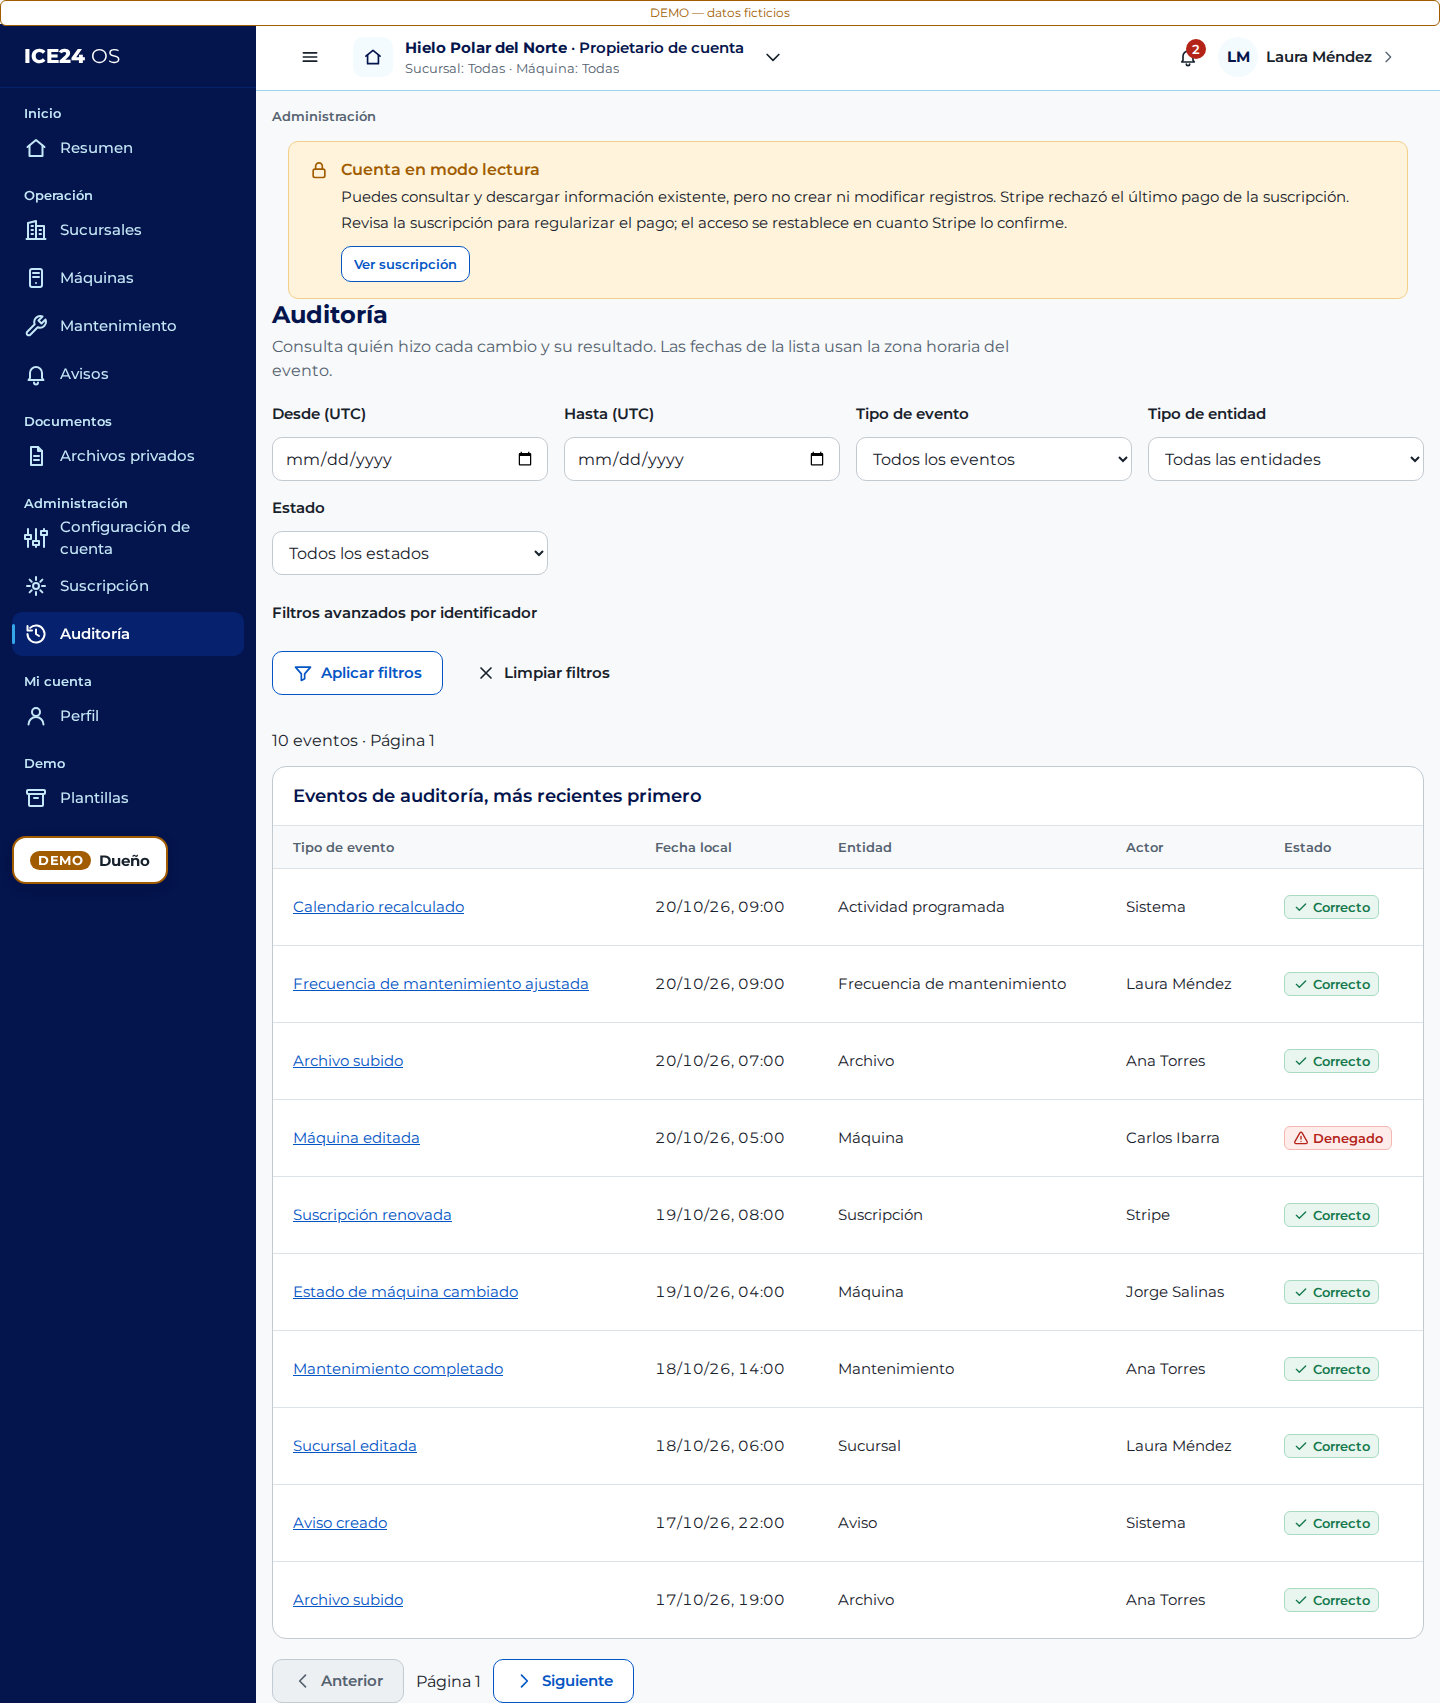 DEMO — datos ficticios
ICE24 OS
Inicio
Resumen
Operación
Sucursales
Máquinas
Mantenimiento
Avisos
Documentos
Archivos privados
Administración
Configuración de
cuenta
Suscripción
Auditoría
Mi cuenta
Perfil
Demo
Plantillas
DEMO Dueño
Hielo Polar del Norte · Propietario de cuenta
Sucursal: Todas · Máquina: Todas
2
LM Laura Méndez
Administración
Cuenta en modo lectura
Puedes consultar y descargar información existente, pero no crear ni modificar registros. Stripe rechazó el último pago de la suscripción.
Revisa la suscripción para regularizar el pago; el acceso se restablece en cuanto Stripe lo confirme.
Ver suscripción
Auditoría
Consulta quién hizo cada cambio y su resultado. Las fechas de la lista usan la zona horaria del
evento.
Desde (UTC) Hasta (UTC) Tipo de evento Tipo de entidad
mm/dd/yyyy mm/dd/yyyy Todos los eventos Todas las entidades
Estado
Todos los estados
Filtros avanzados por identificador
Aplicar filtros Limpiar filtros
10 eventos · Página 1
Eventos de auditoría, más recientes primero
Tipo de evento Fecha local Entidad Actor Estado
Calendario recalculado 20/10/26, 09:00 Actividad programada Sistema Correcto
Frecuencia de mantenimiento ajustada 20/10/26, 09:00 Frecuencia de mantenimiento Laura Méndez Correcto
Archivo subido 20/10/26, 07:00 Archivo Ana Torres Correcto
Máquina editada 20/10/26, 05:00 Máquina Carlos Ibarra Denegado
Suscripción renovada 19/10/26, 08:00 Suscripción Stripe Correcto
Estado de máquina cambiado 19/10/26, 04:00 Máquina Jorge Salinas Correcto
Mantenimiento completado 18/10/26, 14:00 Mantenimiento Ana Torres Correcto
Sucursal editada 18/10/26, 06:00 Sucursal Laura Méndez Correcto
Aviso creado 17/10/26, 22:00 Aviso Sistema Correcto
Archivo subido 17/10/26, 19:00 Archivo Ana Torres Correcto
Anterior Página 1 Siguiente